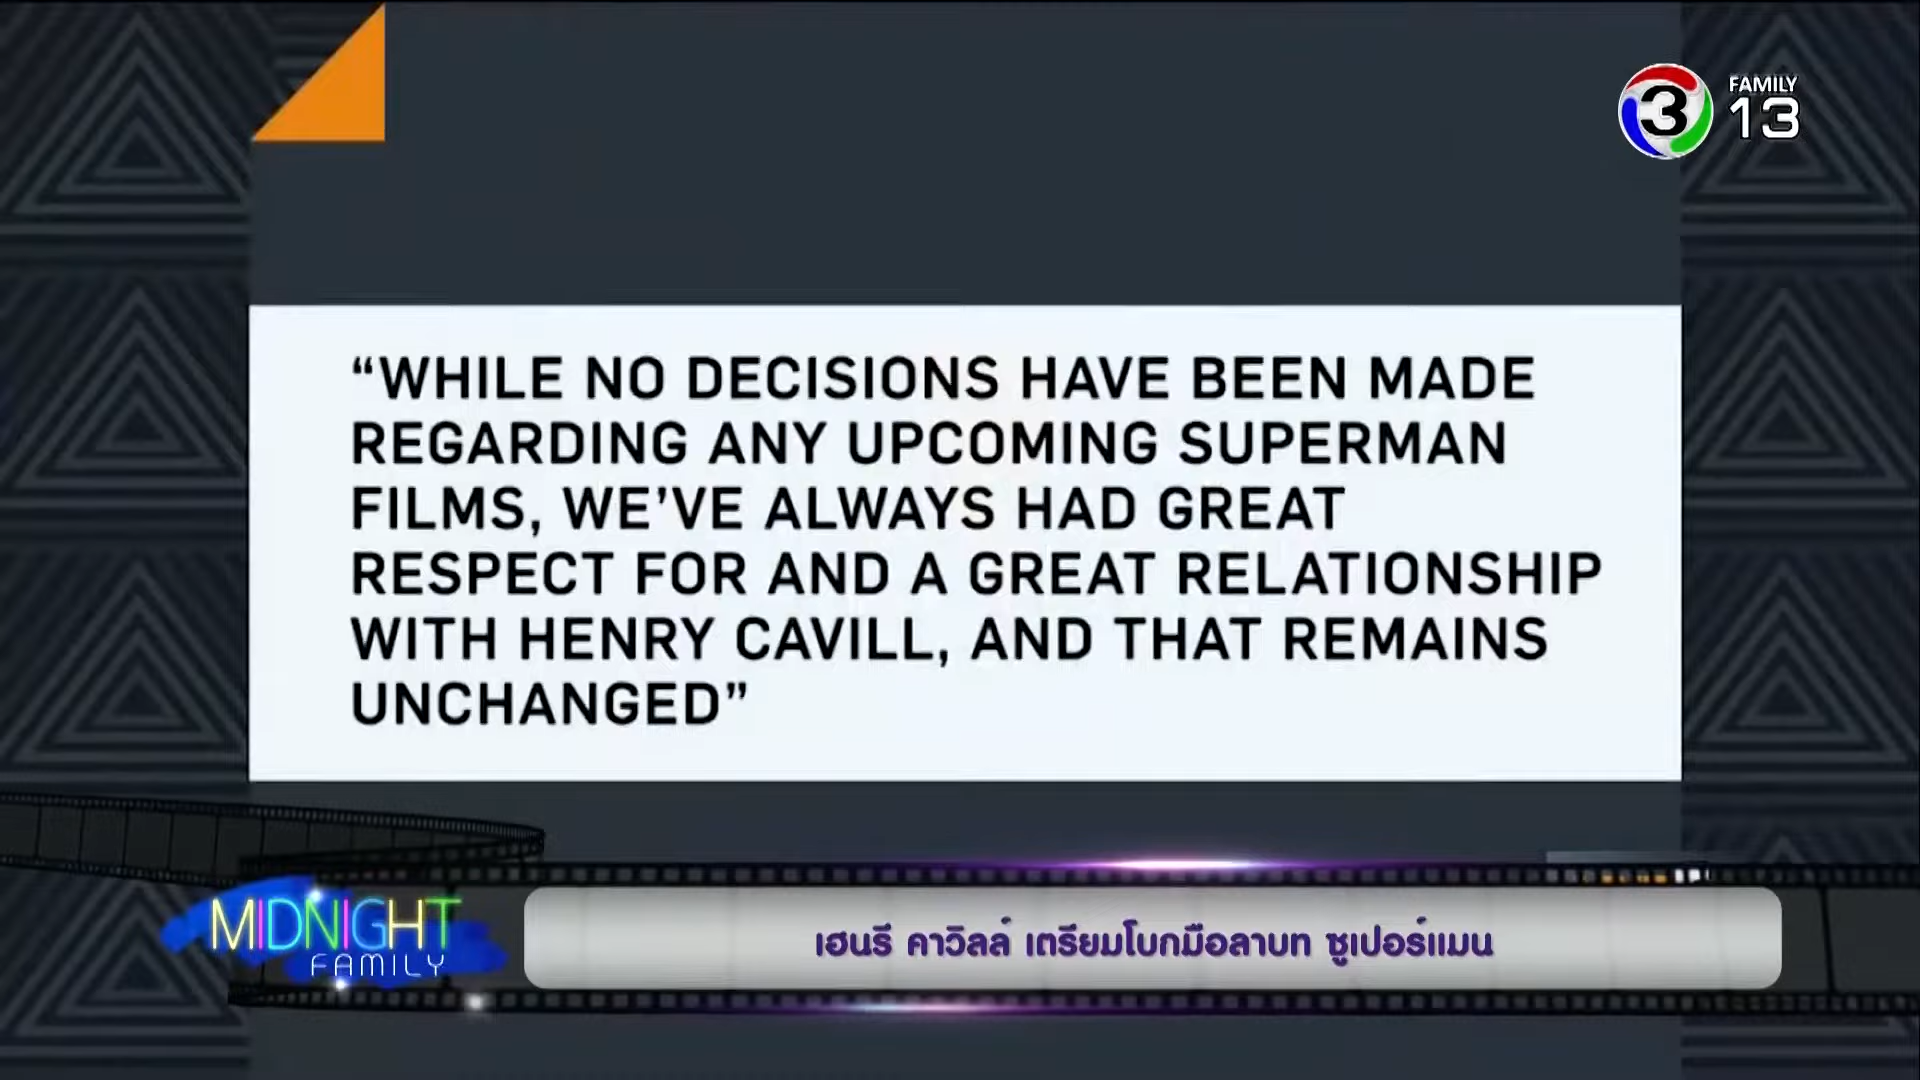 3 FAMILY
13
“WHILE NO DECISIONS HAVE BEEN MADE
REGARDING ANY UPCOMING SUPERMAN
FILMS, WE’VE ALWAYS HAD GREAT
RESPECT FOR AND A GREAT RELATIONSHIP
WITH HENRY CAVILL, AND THAT REMAINS
UNCHANGED”
MIDNIGHT
FAMILY
เฮนรี คาวิลล์ เตรียมโบกมือลาบท ซูเปอร์แมน